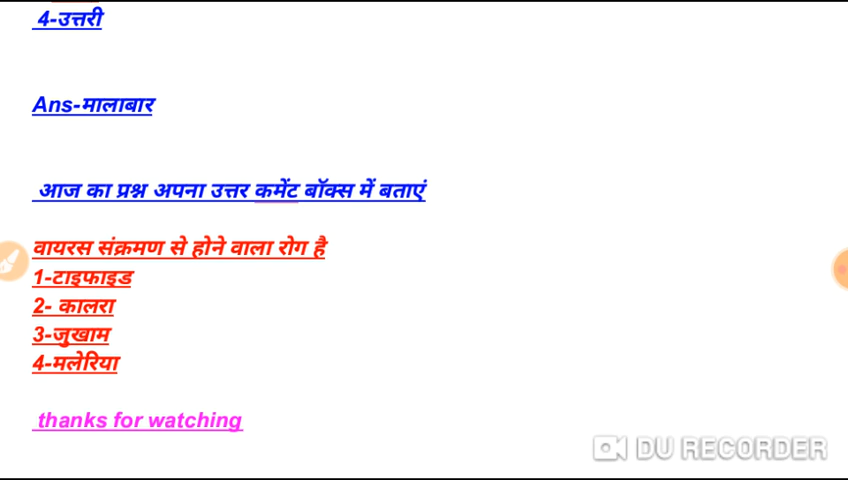 4-उत्तरी
Ans-मालाबार
आज का प्रश्न अपना उत्तर कमेंट बॉक्स में बताएं
वायरस संक्रमण से होने वाला रोग है
1-टाइफाइड
2- कालरा
3-जुखाम
4-मलेरिया
thanks for watching
DU RECORDER